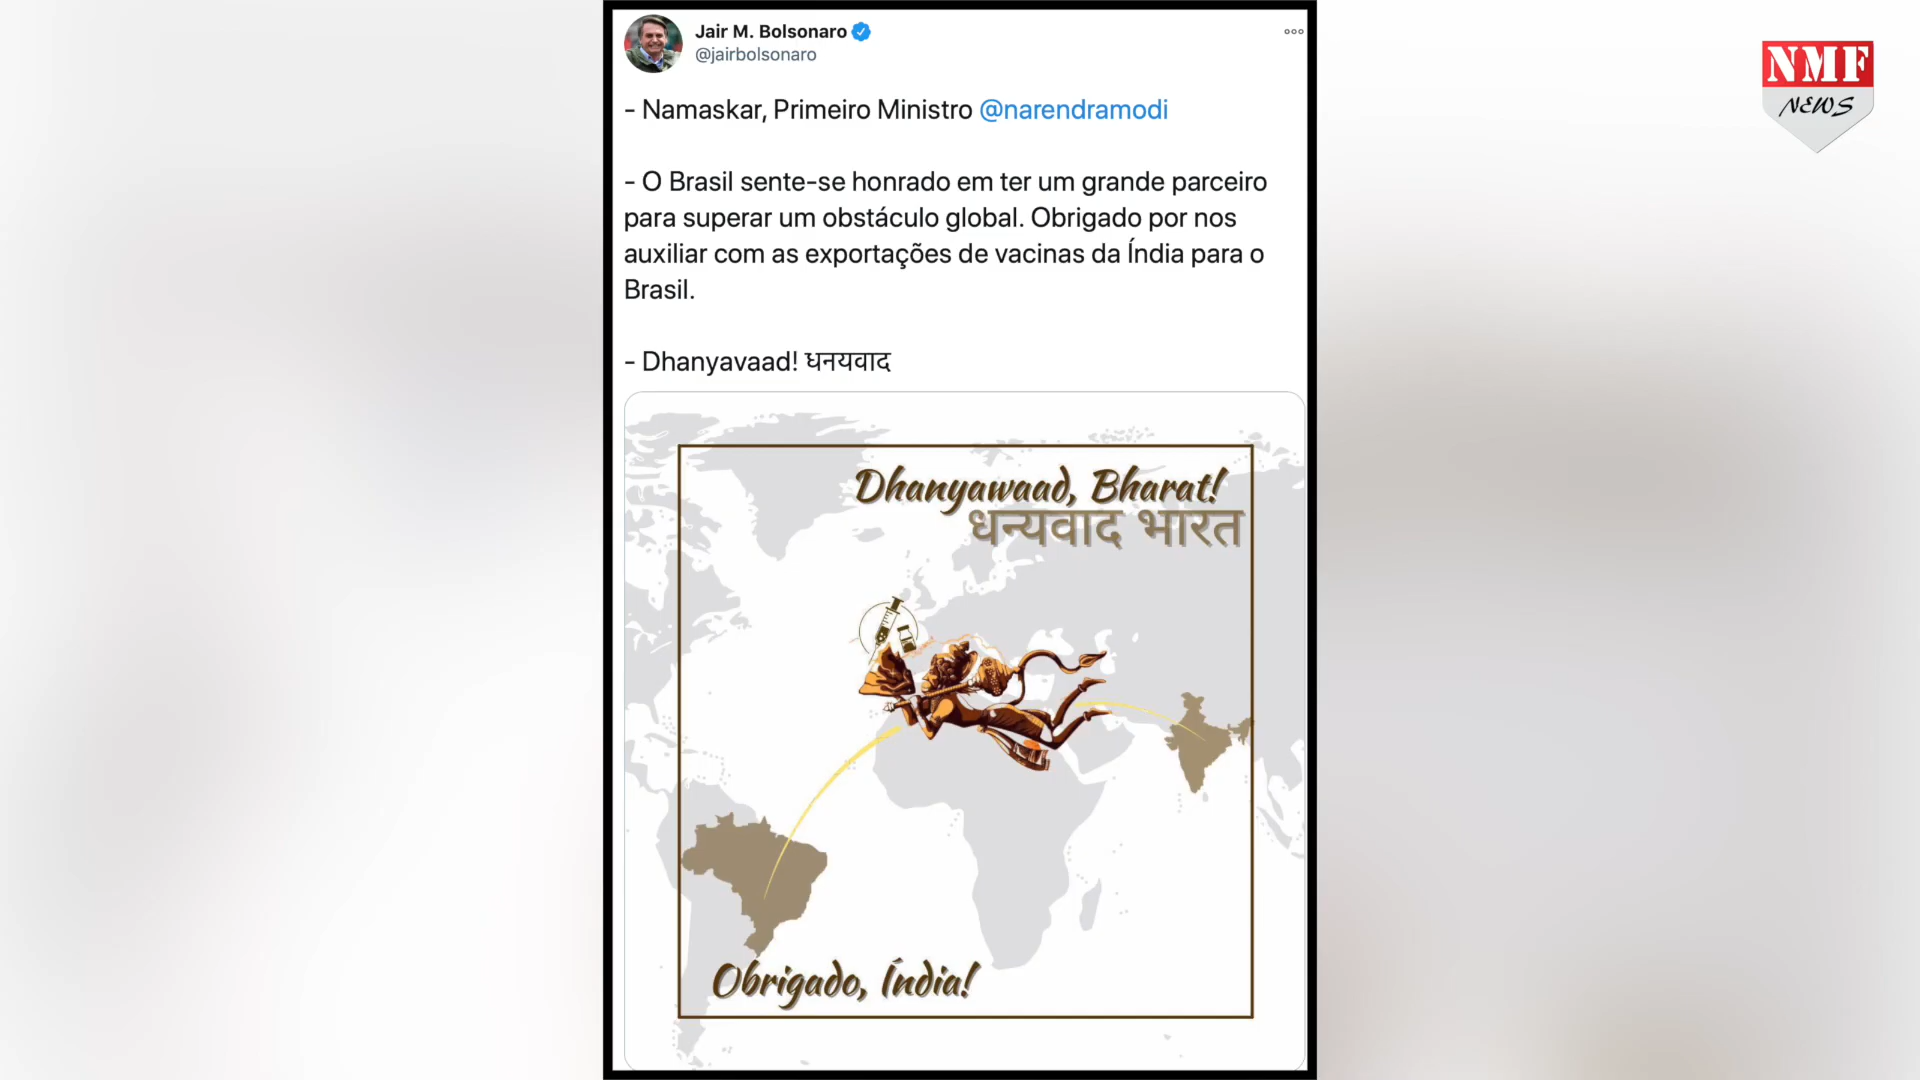 Jair M. Bolsonaro
@jairbolsonaro
NMF
NEWS
- Namaskar, Primeiro Ministro @narendramodi
- O Brasil sente-se honrado em ter um grande parceiro
para superar um obstáculo global. Obrigado por nos
auxiliar com as exportações de vacinas da Índia para o
Brasil.
- Dhanyavaad! धनयवाद
Dhanyawaad, Bharat!
धन्यवाद भारत
Obrigado, Índia!